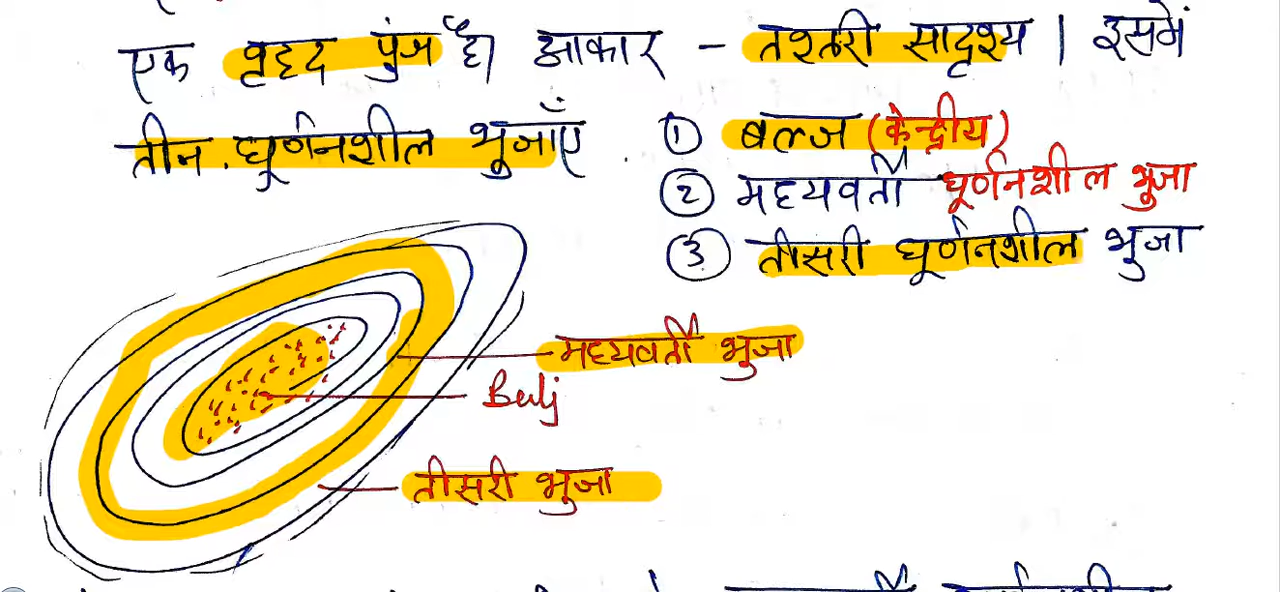 एक वृहद पुंज है। आकार – तश्तरी सादृश्य। इसमें
तीन घूर्णनशील भुजाएँ
① बल्ज (केन्द्रीय)
② मध्यवर्ती घूर्णनशील भुजा
③ तीसरी घूर्णनशील भुजा
मध्यवर्ती भुजा
Bulj
तीसरी भुजा